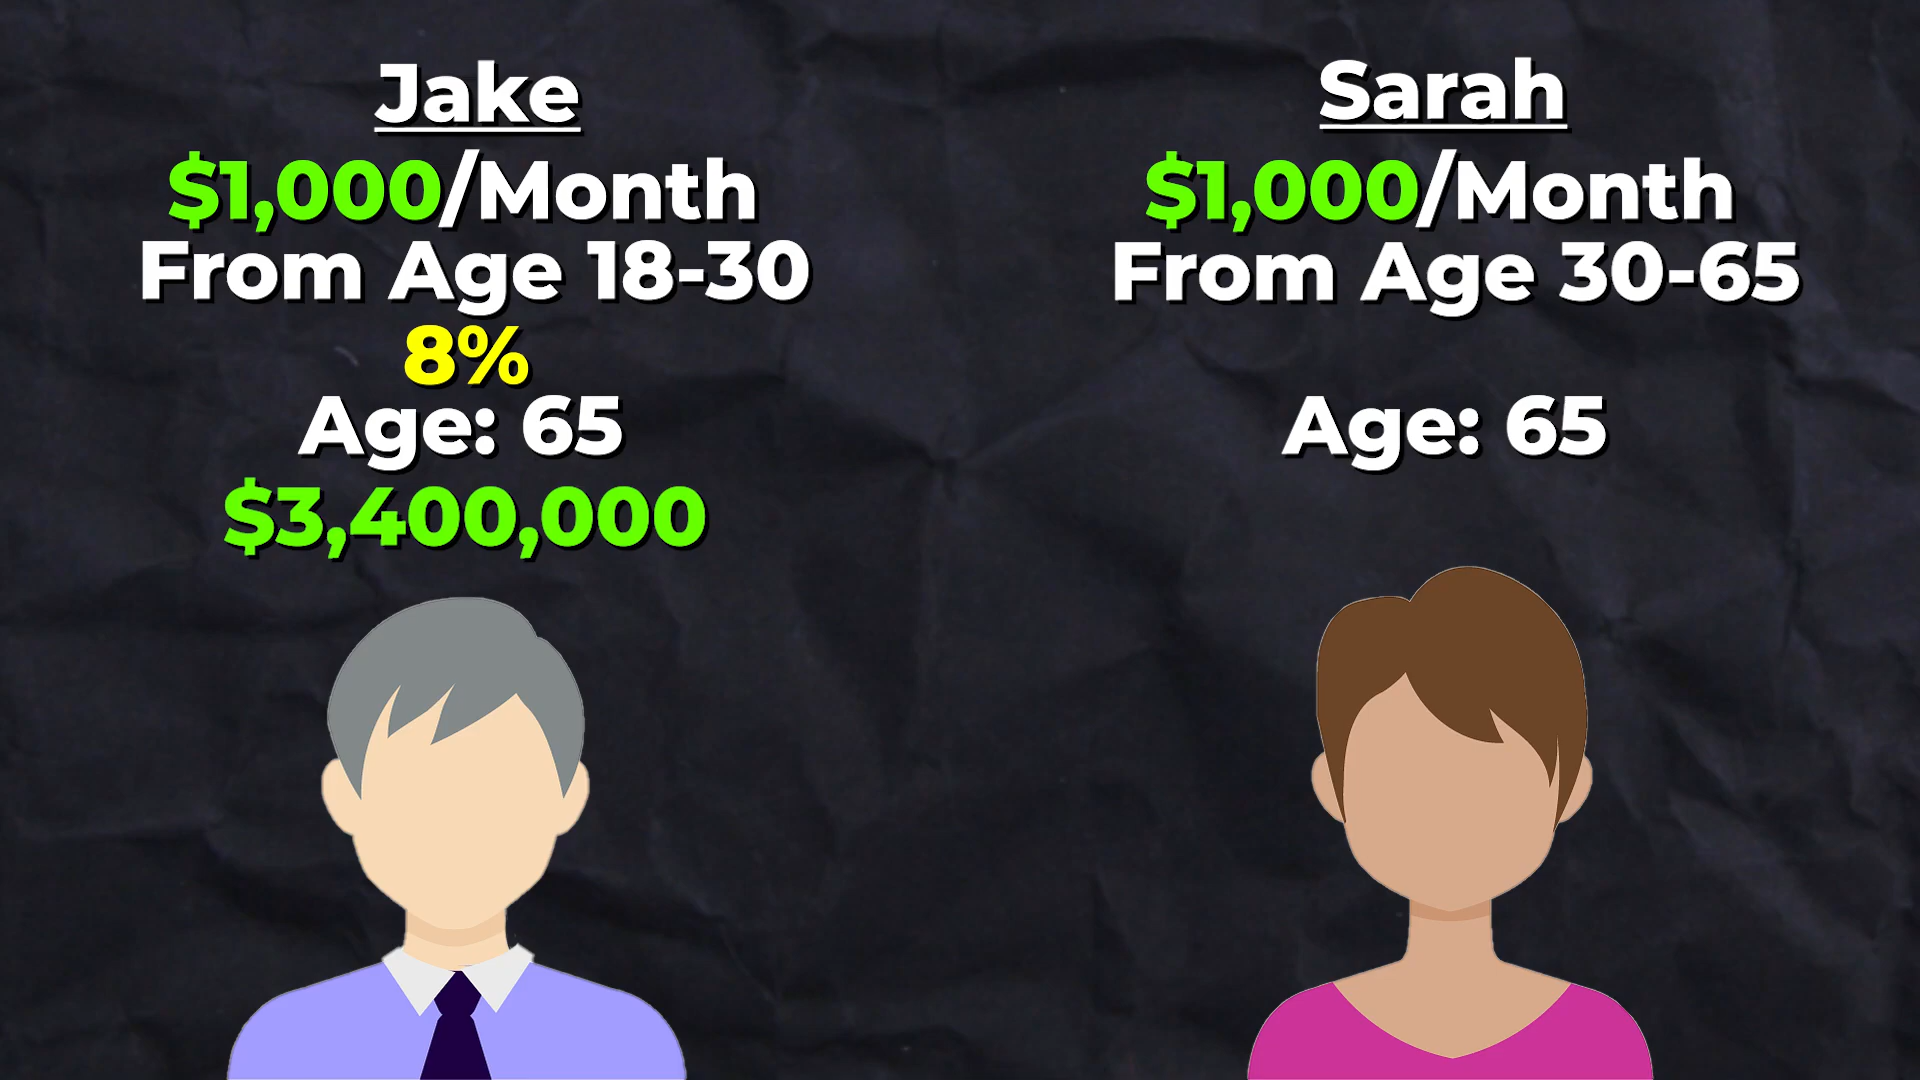 Jake
$1,000/Month
From Age 18-30
8%
Age: 65
$3,400,000
Sarah
$1,000/Month
From Age 30-65
Age: 65